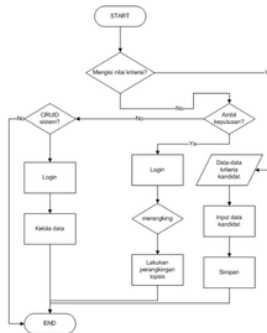 START
Mengisi nilai kriteria?
Y
No
No
No
CRUID
sistem?
Ambil
keputusan?
Ya
Login
Login
Data-data
kriteria
kandidat
merangking
Kelola data
Input data
kandidat
Lakukan
perangkingan
topsis
Simpan
END